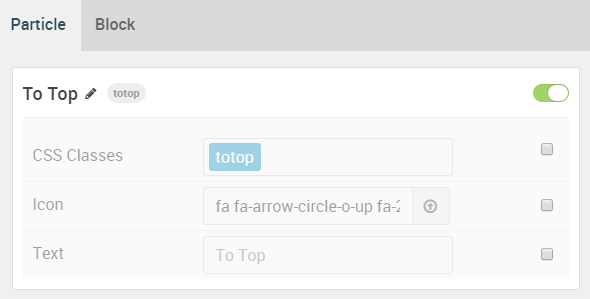 Particle Block
To Top totop
CSS Classes totop
Icon fa fa-arrow-circle-o-up fa-2
Text To Top